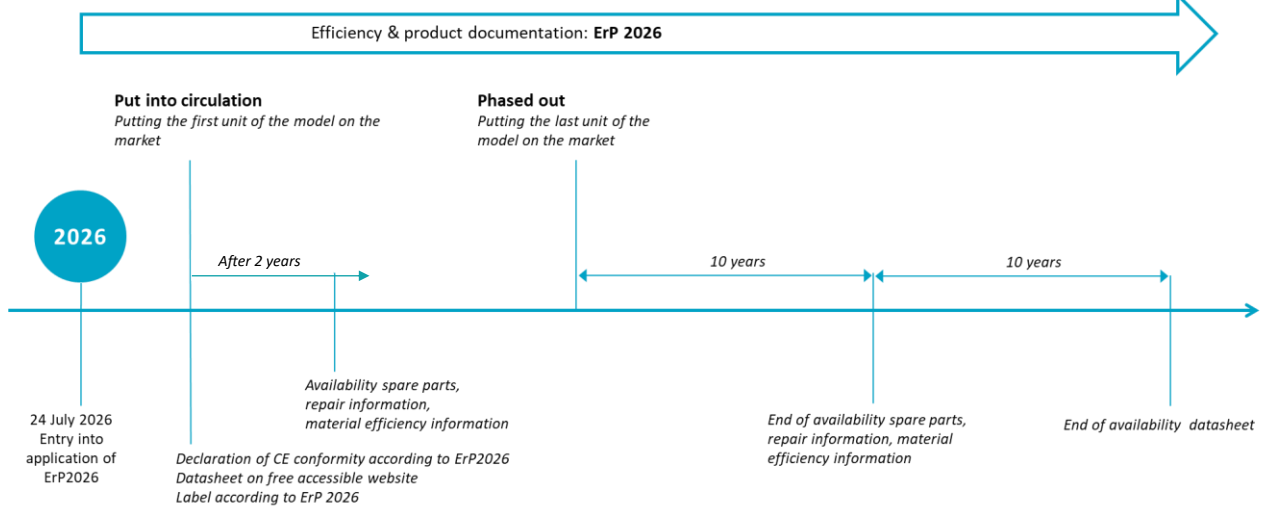 Efficiency & product documentation: ErP 2026
Put into circulation
Putting the first unit of the model on the
market
Phased out
Putting the last unit of the
model on the market
2026
After 2 years
10 years
10 years
Availability spare parts,
repair information,
material efficiency information
24 July 2026
Entry into
application of
ErP2026
Declaration of CE conformity according to ErP2026
Datasheet on free accessible website
Label according to ErP 2026
End of availability spare parts,
repair information, material
efficiency information
End of availability datasheet